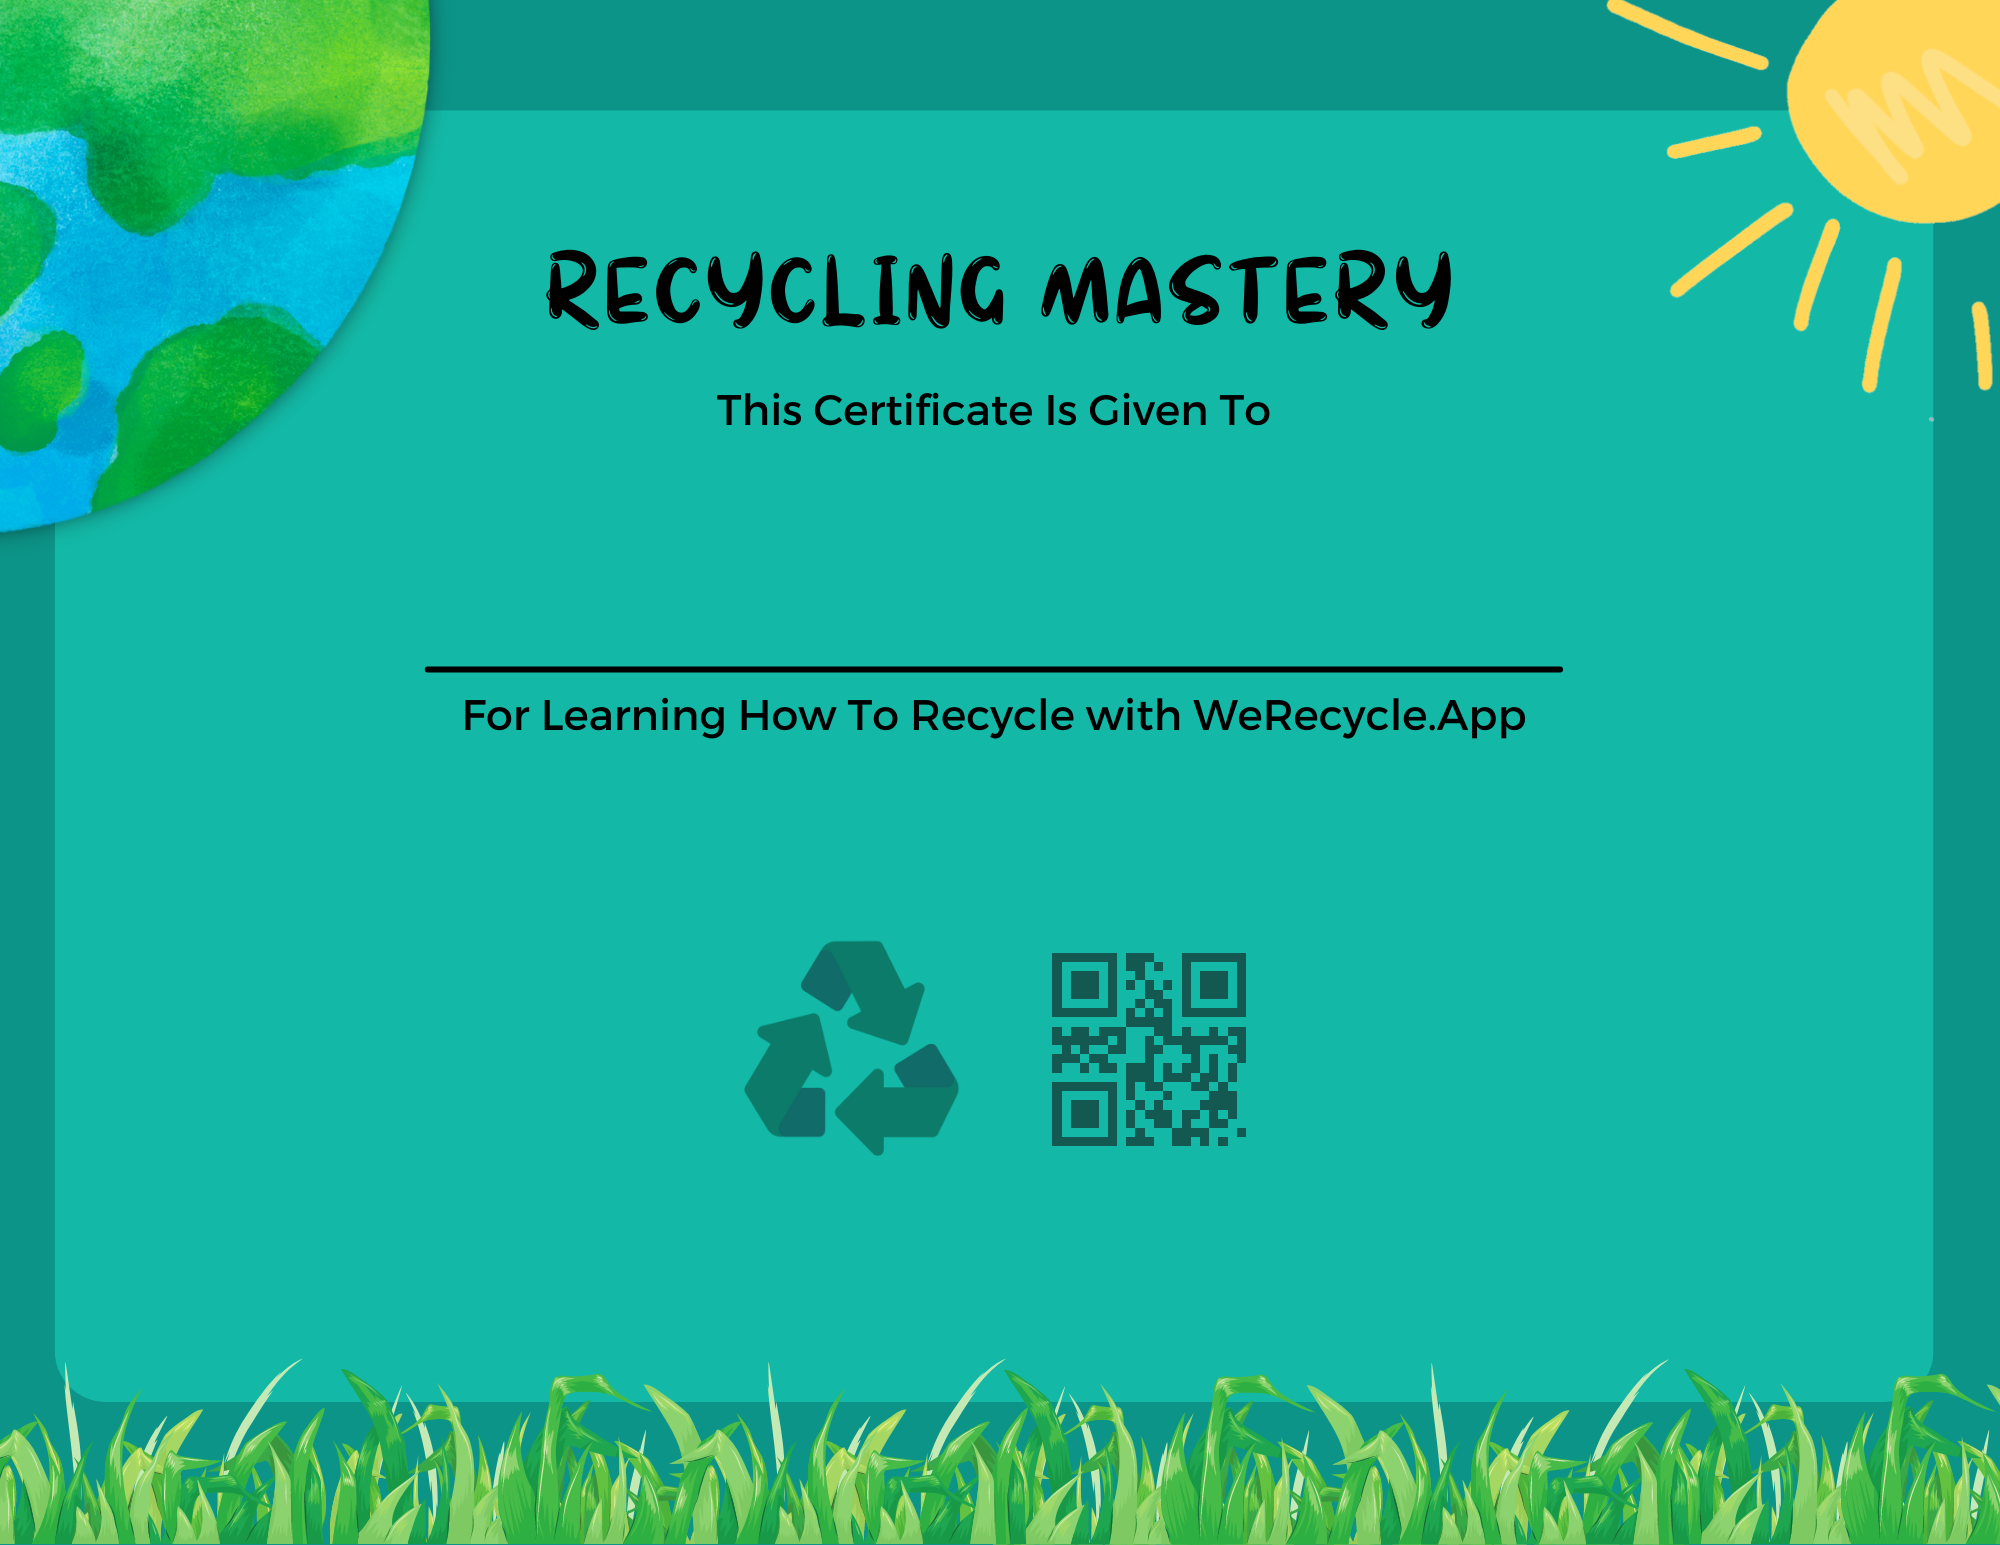 RECYCLING MASTERY
This Certificate Is Given To
For Learning How To Recycle with WeRecycle.App